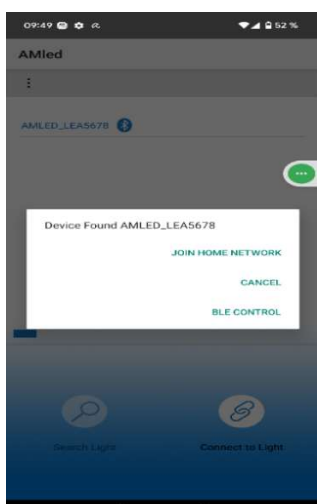 09:49 52 %
AMled
AMLED_LEA5678
Device Found AMLED_LEA5678
JOIN HOME NETWORK
CANCEL
BLE CONTROL
Search Light
Connect to Light